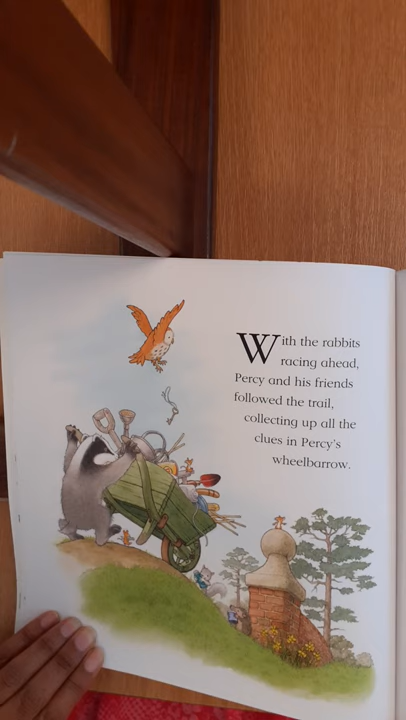 With the rabbits
racing ahead,
Percy and his friends
followed the trail,
collecting up all the
clues in Percy's
wheelbarrow.